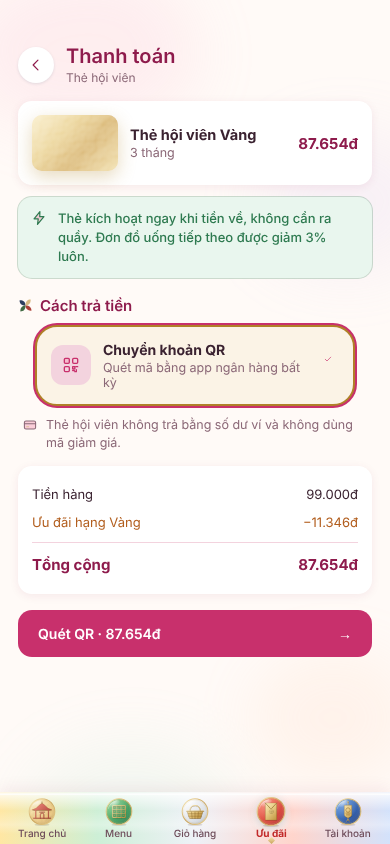 Thanh toán
Thẻ hội viên
Thẻ hội viên Vàng
3 tháng
87.654đ
Thẻ kích hoạt ngay khi tiền về, không cần ra
quầy. Đơn đồ uống tiếp theo được giảm 3%
luôn.
Cách trả tiền
Chuyển khoản QR
Quét mã bằng app ngân hàng bất
kỳ
Thẻ hội viên không trả bằng số dư ví và không dùng
mã giảm giá.
Tiền hàng 99.000đ
Ưu đãi hạng Vàng −11.346đ
Tổng cộng 87.654đ
Quét QR · 87.654đ →
Trang chủ Menu Giỏ hàng Ưu đãi Tài khoản